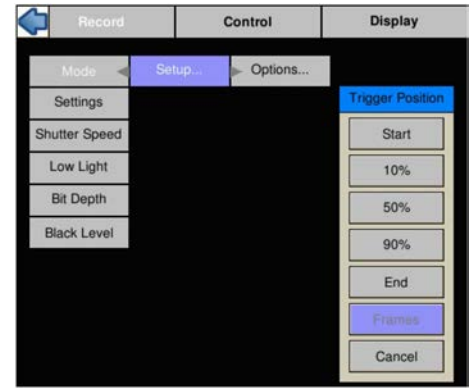 Record Control Display
Mode Setup... Options...
Settings
Shutter Speed
Low Light
Bit Depth
Black Level
Trigger Position
Start
10%
50%
90%
End
Frames
Cancel